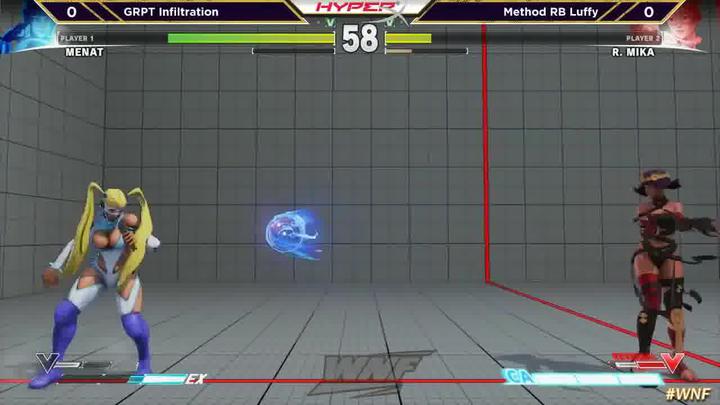 0 GRPT Infiltration HYPER Method RB Luffy 0
PLAYER 1 58 PLAYER 2
MENAT R. MIKA
V EX WNF CA V
#WNF